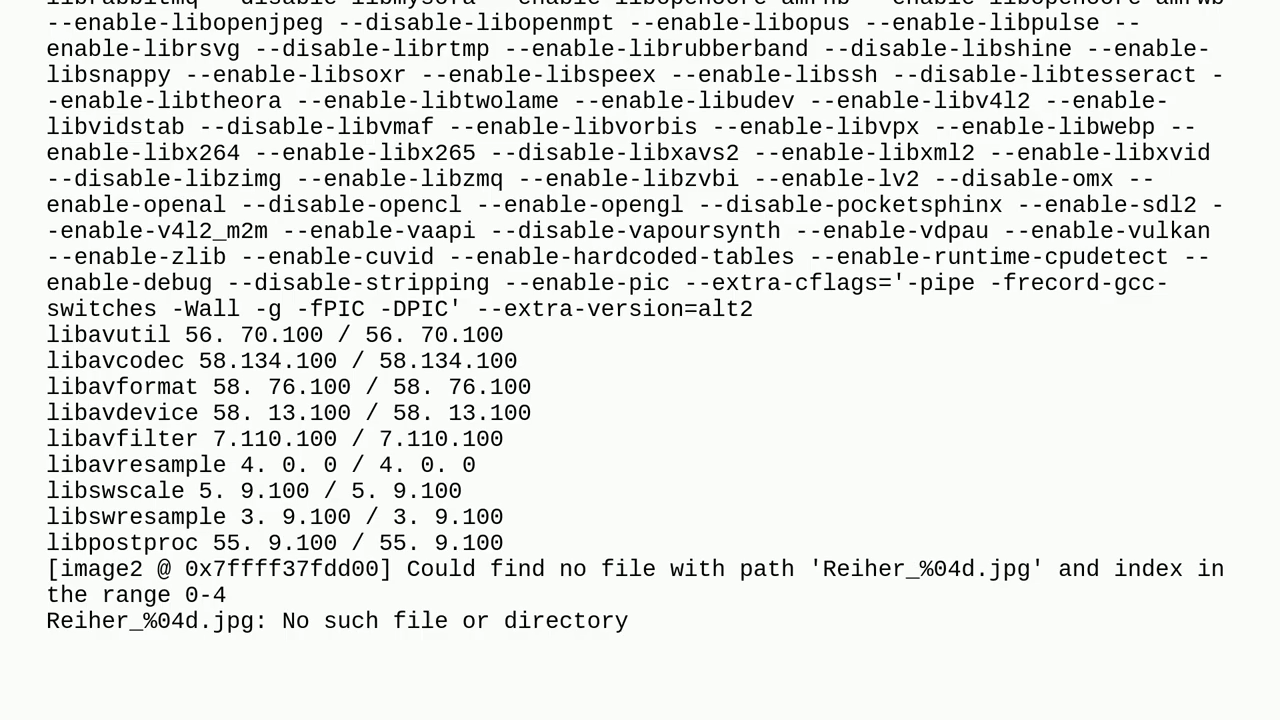 --enable-libopenjpeg --disable-libopenmpt --enable-libopus --enable-libpulse --
enable-librsvg --disable-librtmp --enable-librubberband --disable-libshine --enable-
libsnappy --enable-libsoxr --enable-libspeex --enable-libssh --disable-libtesseract -
-enable-libtheora --enable-libtwolame --enable-libudev --enable-libv4l2 --enable-
libvidstab --disable-libvmaf --enable-libvorbis --enable-libvpx --enable-libwebp --
enable-libx264 --enable-libx265 --disable-libxavs2 --enable-libxml2 --enable-libxvid
--disable-libzimg --enable-libzmq --enable-libzvbi --enable-lv2 --disable-omx --
enable-openal --disable-opencl --enable-opengl --disable-pocketsphinx --enable-sdl2 -
-enable-v4l2_m2m --enable-vaapi --disable-vapoursynth --enable-vdpau --enable-vulkan
--enable-zlib --enable-cuvid --enable-hardcoded-tables --enable-runtime-cpudetect --
enable-debug --disable-stripping --enable-pic --extra-cflags='-pipe -frecord-gcc-
switches -Wall -g -fPIC -DPIC' --extra-version=alt2
libavutil 56. 70.100 / 56. 70.100
libavcodec 58.134.100 / 58.134.100
libavformat 58. 76.100 / 58. 76.100
libavdevice 58. 13.100 / 58. 13.100
libavfilter 7.110.100 / 7.110.100
libavresample 4. 0. 0 / 4. 0. 0
libswscale 5. 9.100 / 5. 9.100
libswresample 3. 9.100 / 3. 9.100
libpostproc 55. 9.100 / 55. 9.100
[image2 @ 0x7ffff37fdd00] Could find no file with path 'Reiher_%04d.jpg' and index in
the range 0-4
Reiher_%04d.jpg: No such file or directory